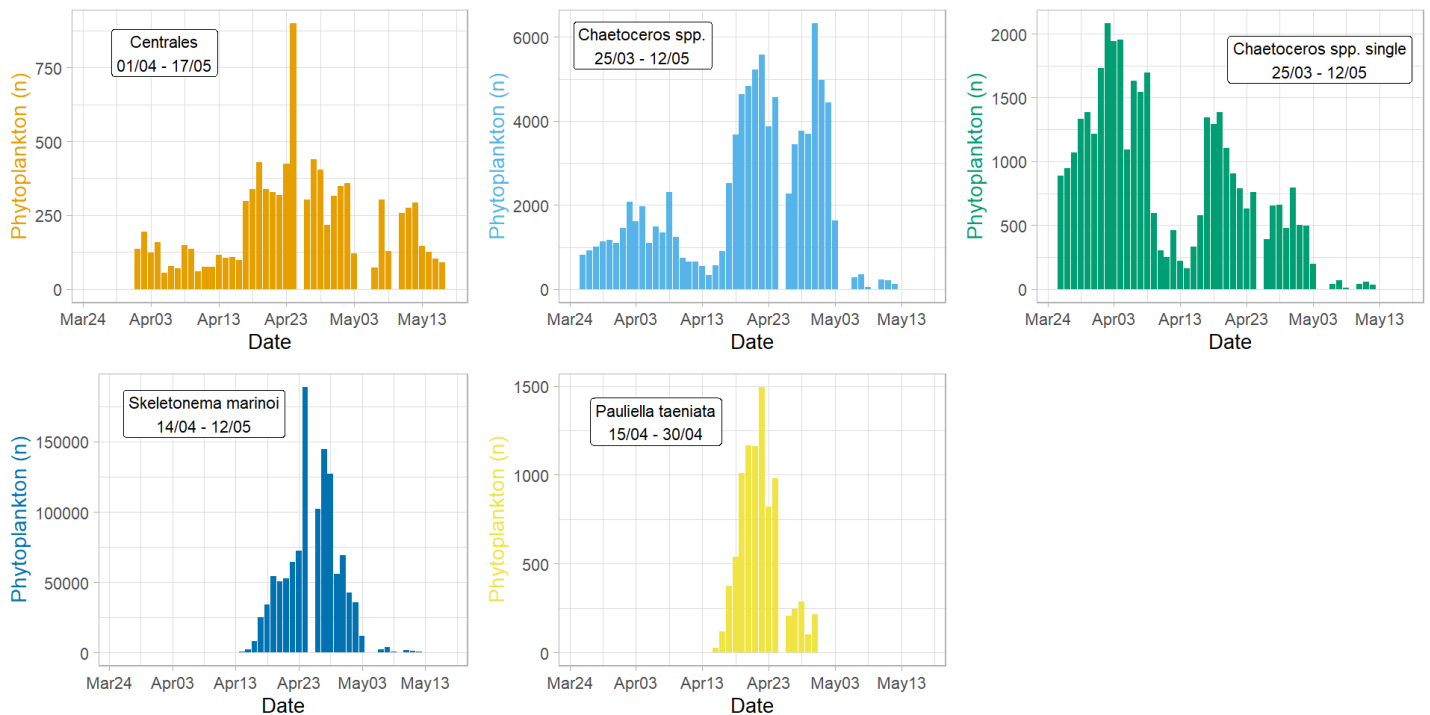 Centrales
01/04 - 17/05
Phytoplankton (n)
750
500
250
0
Mar24 Apr03 Apr13 Apr23 May03 May13
Date
Chaetoceros spp.
25/03 - 12/05
Phytoplankton (n)
6000
4000
2000
0
Mar24 Apr03 Apr13 Apr23 May03 May13
Date
Chaetoceros spp. single
25/03 - 12/05
Phytoplankton (n)
2000
1500
1000
500
0
Mar24 Apr03 Apr13 Apr23 May03 May13
Date
Skeletonema marinoi
14/04 - 12/05
Phytoplankton (n)
150000
100000
50000
0
Mar24 Apr03 Apr13 Apr23 May03 May13
Date
Pauliella taeniata
15/04 - 30/04
Phytoplankton (n)
1500
1000
500
0
Mar24 Apr03 Apr13 Apr23 May03 May13
Date